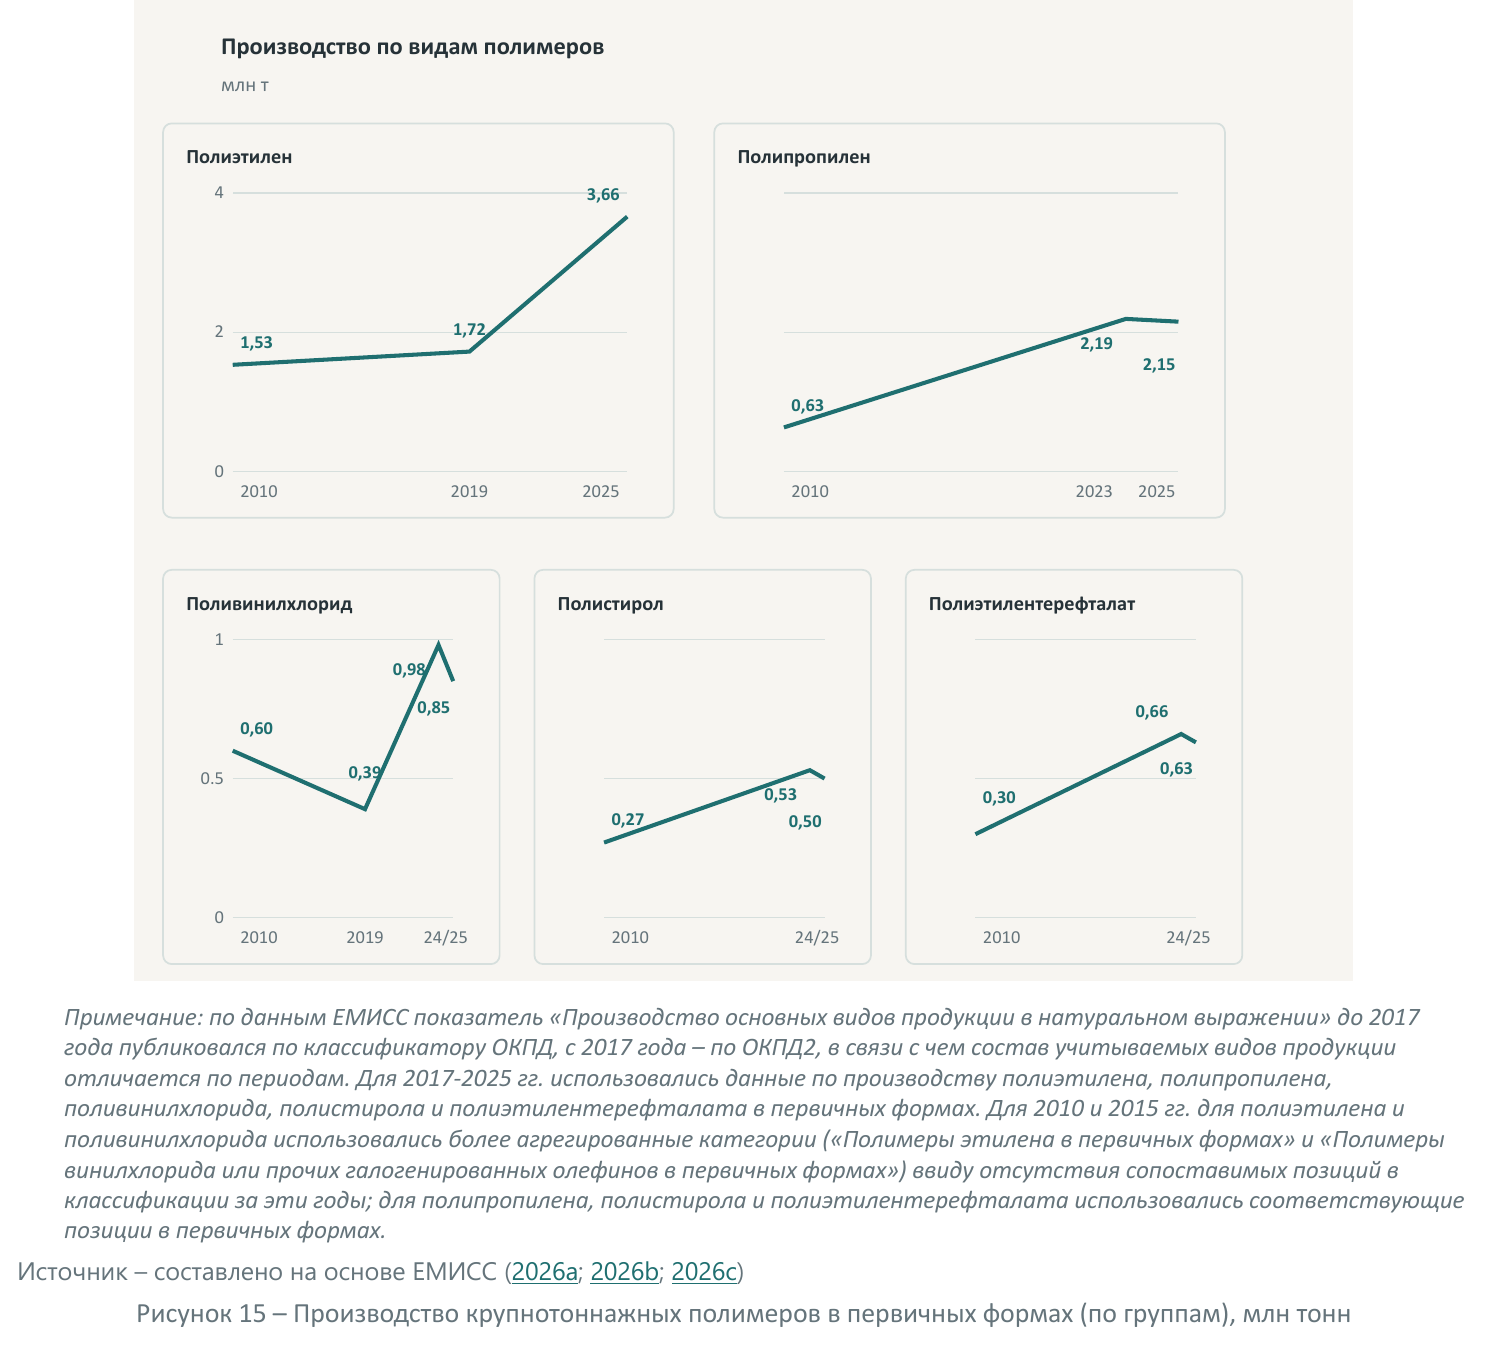 Производство по видам полимеров
млн т
Полиэтилен
4
3,66
2
1,72
1,53
0
2010 2019 2025
Полипропилен
2,19
2,15
0,63
2010 2023 2025
Поливинилхлорид
1
0,98
0,85
0,60
0.5
0,39
0
2010 2019 24/25
Полистирол
0,53
0,27
0,50
2010 24/25
Полиэтилентерефталат
0,66
0,63
0,30
2010 24/25
Примечание: по данным ЕМИСС показатель «Производство основных видов продукции в натуральном выражении» до 2017
года публиковался по классификатору ОКПД, с 2017 года – по ОКПД2, в связи с чем состав учитываемых видов продукции
отличается по периодам. Для 2017-2025 гг. использовались данные по производству полиэтилена, полипропилена,
поливинилхлорида, полистирола и полиэтилентерефталата в первичных формах. Для 2010 и 2015 гг. для полиэтилена и
поливинилхлорида использовались более агрегированные категории («Полимеры этилена в первичных формах» и «Полимеры
винилхлорида или прочих галогенированных олефинов в первичных формах») ввиду отсутствия сопоставимых позиций в
классификации за эти годы; для полипропилена, полистирола и полиэтилентерефталата использовались соответствующие
позиции в первичных формах.
Источник – составлено на основе ЕМИСС (2026a; 2026b; 2026c)
Рисунок 15 – Производство крупнотоннажных полимеров в первичных формах (по группам), млн тонн